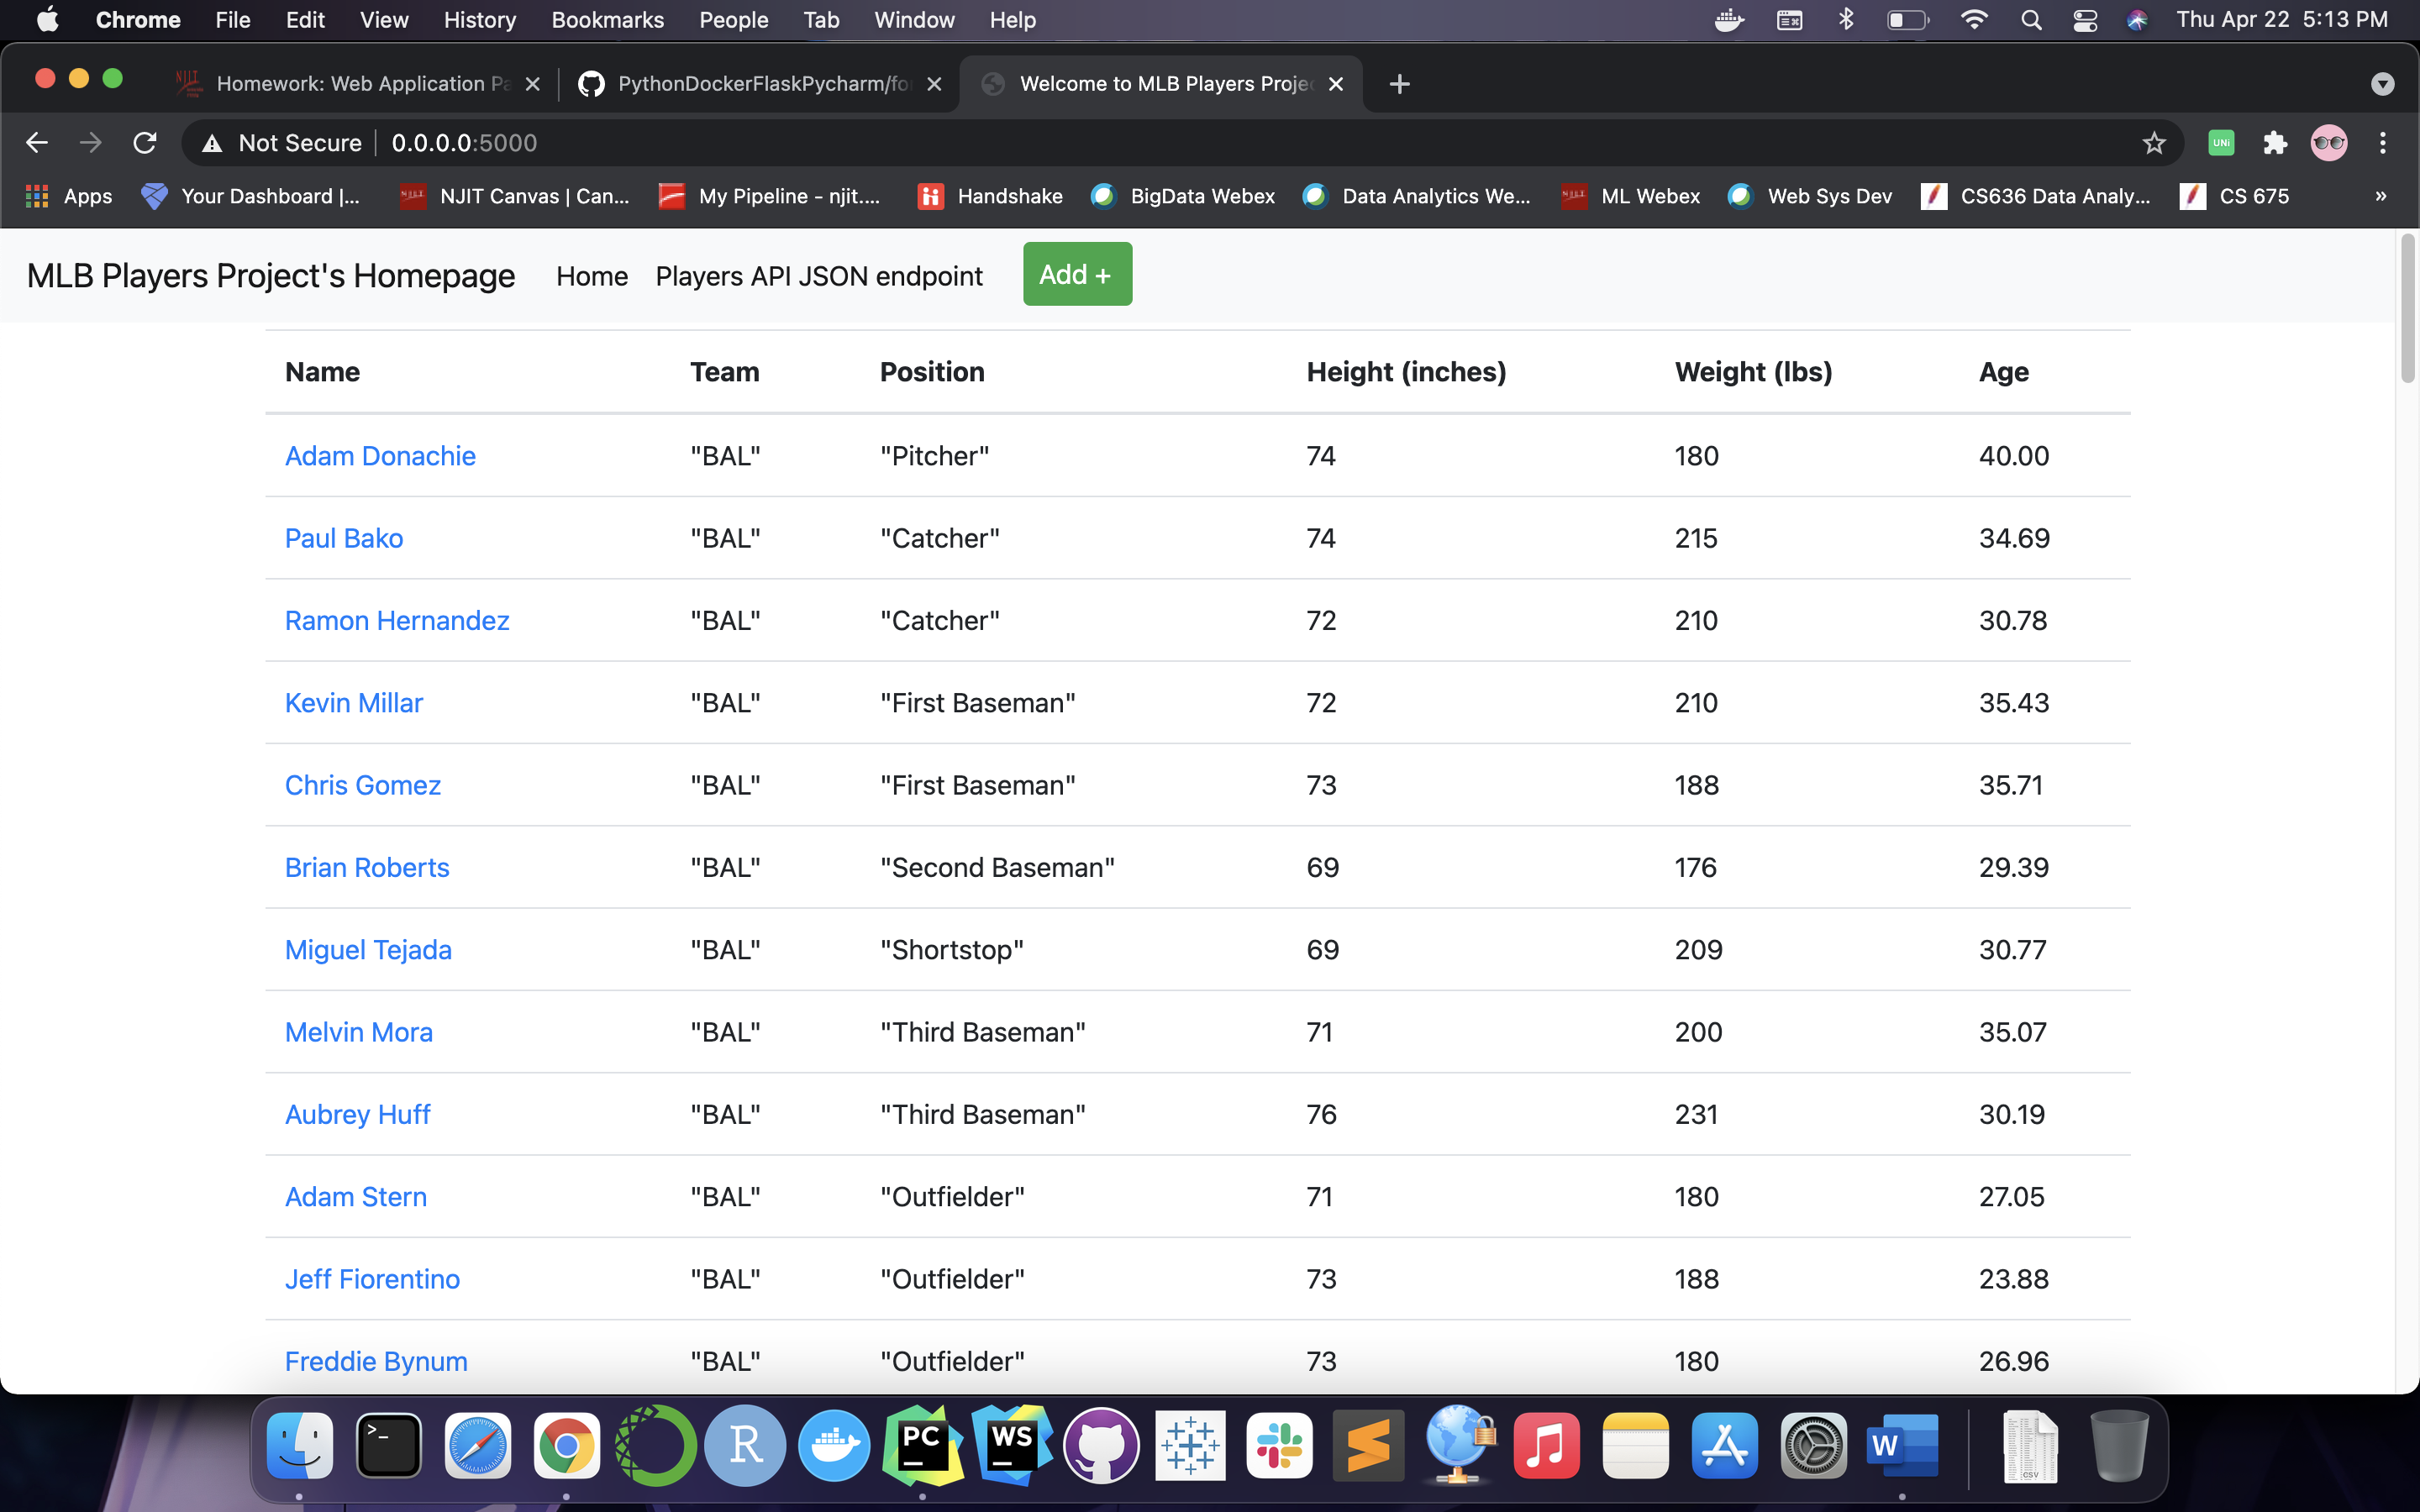 Chrome File Edit View History Bookmarks People Tab Window Help Thu Apr 22 5:13 PM
Homework: Web Application Pa PythonDockerFlaskPycharm/fo Welcome to MLB Players Proje
Not Secure 0.0.0.0:5000 UNi
Apps Your Dashboard |... NJIT Canvas | Can... My Pipeline - njit.... Handshake BigData Webex Data Analytics We... ML Webex Web Sys Dev CS636 Data Analy... CS 675 »
MLB Players Project's Homepage Home Players API JSON endpoint Add +
Name Team Position Height (inches) Weight (lbs) Age
Adam Donachie "BAL" "Pitcher" 74 180 40.00
Paul Bako "BAL" "Catcher" 74 215 34.69
Ramon Hernandez "BAL" "Catcher" 72 210 30.78
Kevin Millar "BAL" "First Baseman" 72 210 35.43
Chris Gomez "BAL" "First Baseman" 73 188 35.71
Brian Roberts "BAL" "Second Baseman" 69 176 29.39
Miguel Tejada "BAL" "Shortstop" 69 209 30.77
Melvin Mora "BAL" "Third Baseman" 71 200 35.07
Aubrey Huff "BAL" "Third Baseman" 76 231 30.19
Adam Stern "BAL" "Outfielder" 71 180 27.05
Jeff Fiorentino "BAL" "Outfielder" 73 188 23.88
Freddie Bynum "BAL" "Outfielder" 73 180 26.96
>_ R PC WS W CSV